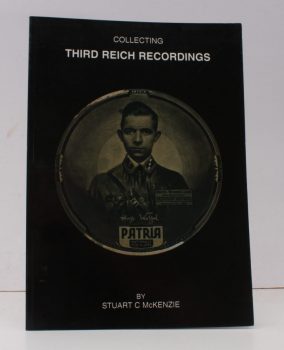 COLLECTING
THIRD REICH RECORDINGS
PATRIA
BY
STUART C McKENZIE